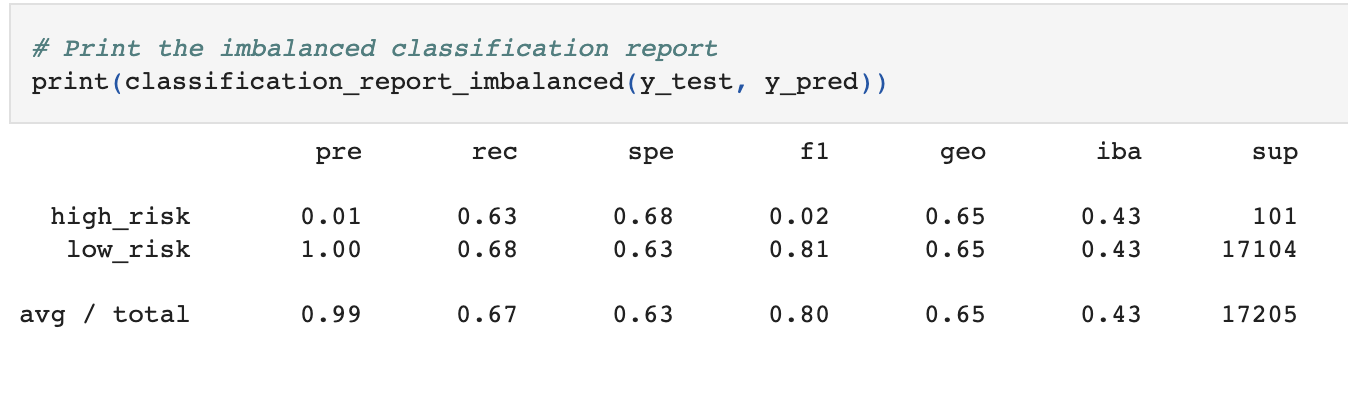 # Print the imbalanced classification report
print(classification_report_imbalanced(y_test, y_pred))
pre rec spe f1 geo iba sup
high_risk 0.01 0.63 0.68 0.02 0.65 0.43 101
low_risk 1.00 0.68 0.63 0.81 0.65 0.43 17104
avg / total 0.99 0.67 0.63 0.80 0.65 0.43 17205